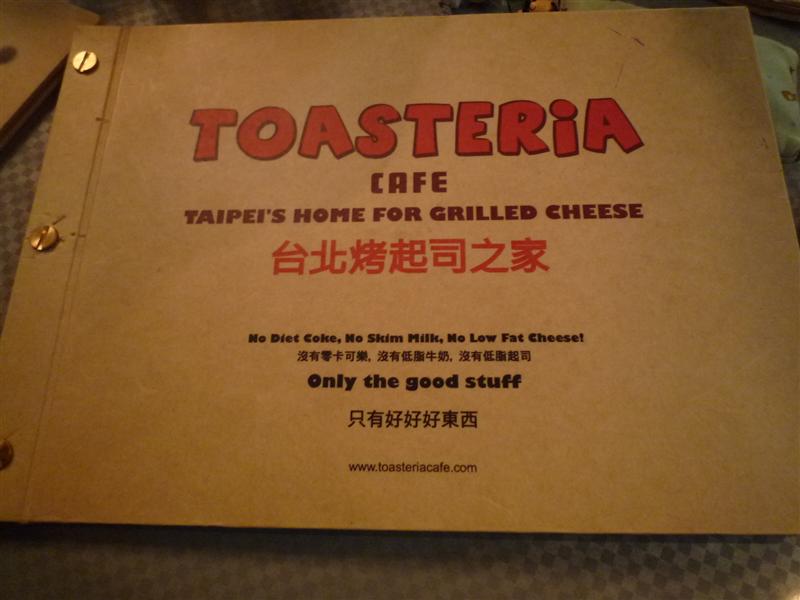 TOASTERiA
CAFE
TAIPEI'S HOME FOR GRILLED CHEESE
台北烤起司之家
No Diet Coke, No Skim Milk, No Low Fat Cheese!
沒有零卡可樂, 沒有低脂牛奶, 沒有低脂起司
Only the good stuff
只有好好好東西
www.toasteriacafe.com